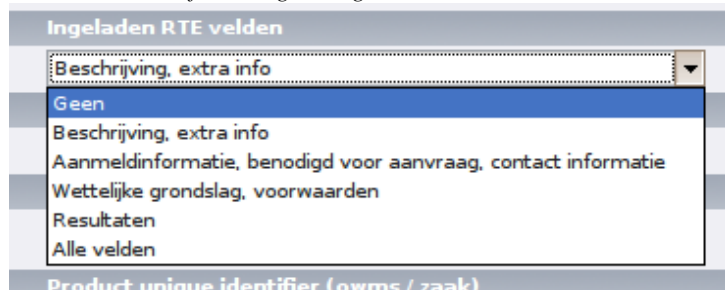 Ingeladen RTE velden
Beschrijving, extra info
Geen
Beschrijving, extra info
Aanmeldinformatie, benodigd voor aanvraag, contact informatie
Wettelijke grondslag, voorwaarden
Resultaten
Alle velden
Product unique identifier (owms / zaak)